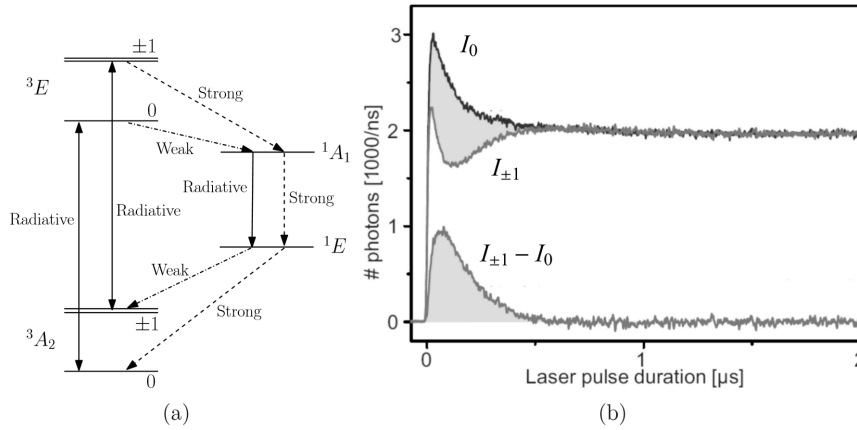 ±1
³E
Strong
0
¹A₁
Weak
Radiative
Strong
Radiative
Radiative
¹E
Weak
Strong
±1
³A₂
0
(a)
3
2
1
0
# photons [1000/ns]
I₀
I±₁
I±₁ − I₀
0
1
2
Laser pulse duration [µs]
(b)